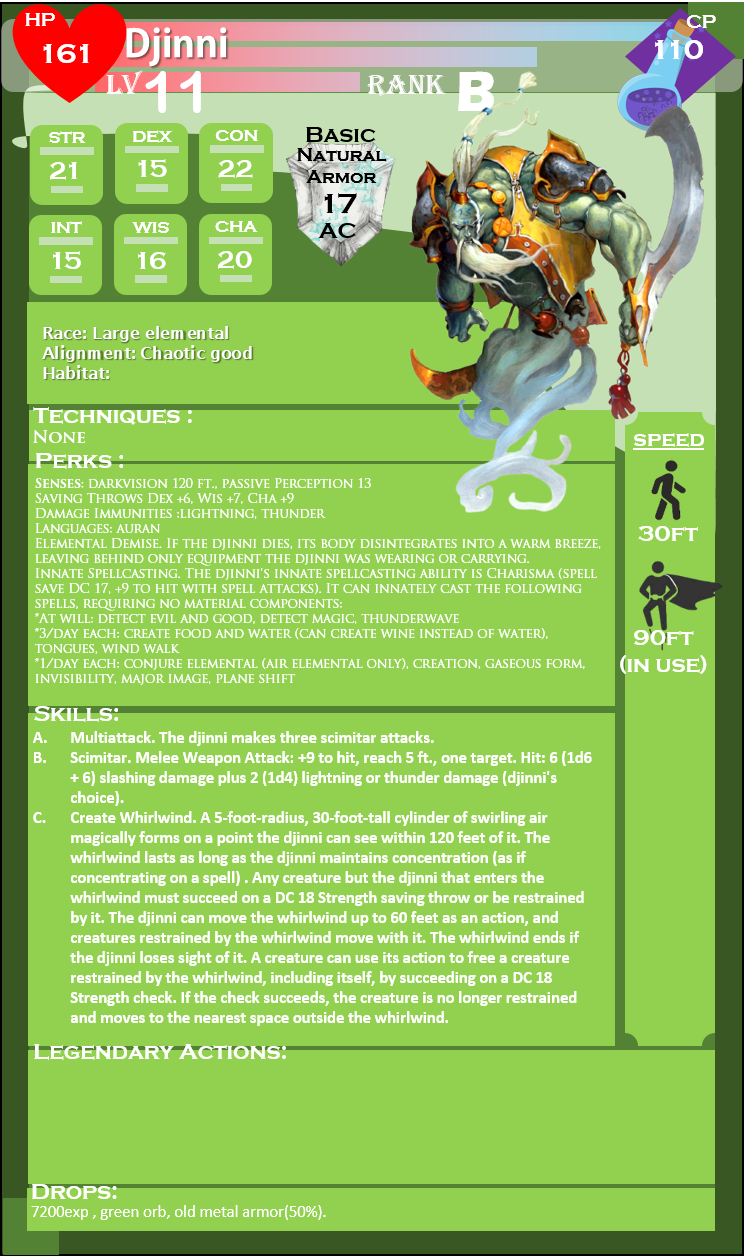 HP
161
Djinni
CP
110
LV 11
RANK B
STR
21
DEX
15
CON
22
INT
15
WIS
16
CHA
20
Basic
Natural
Armor
17
AC
Race: Large elemental
Alignment: Chaotic good
Habitat:
Techniques :
None
Perks :
Senses: darkvision 120 ft., passive Perception 13
Saving Throws Dex +6, Wis +7, Cha +9
Damage Immunities :lightning, thunder
Languages: auran
Elemental Demise. If the djinni dies, its body disintegrates into a warm breeze,
leaving behind only equipment the djinni was wearing or carrying.
Innate Spellcasting. The djinni's innate spellcasting ability is Charisma (spell
save DC 17, +9 to hit with spell attacks). It can innately cast the following
spells, requiring no material components:
*At will: detect evil and good, detect magic, thunderwave
*3/day each: create food and water (can create wine instead of water),
tongues, wind walk
*1/day each: conjure elemental (air elemental only), creation, gaseous form,
invisibility, major image, plane shift
SPEED
30FT
90FT
(IN USE)
Skills:
A. Multiattack. The djinni makes three scimitar attacks.
B. Scimitar. Melee Weapon Attack: +9 to hit, reach 5 ft., one target. Hit: 6 (1d6
+ 6) slashing damage plus 2 (1d4) lightning or thunder damage (djinni's
choice).
C. Create Whirlwind. A 5-foot-radius, 30-foot-tall cylinder of swirling air
magically forms on a point the djinni can see within 120 feet of it. The
whirlwind lasts as long as the djinni maintains concentration (as if
concentrating on a spell) . Any creature but the djinni that enters the
whirlwind must succeed on a DC 18 Strength saving throw or be restrained
by it. The djinni can move the whirlwind up to 60 feet as an action, and
creatures restrained by the whirlwind move with it. The whirlwind ends if
the djinni loses sight of it. A creature can use its action to free a creature
restrained by the whirlwind, including itself, by succeeding on a DC 18
Strength check. If the check succeeds, the creature is no longer restrained
and moves to the nearest space outside the whirlwind.
Legendary Actions:
Drops:
7200exp , green orb, old metal armor(50%).